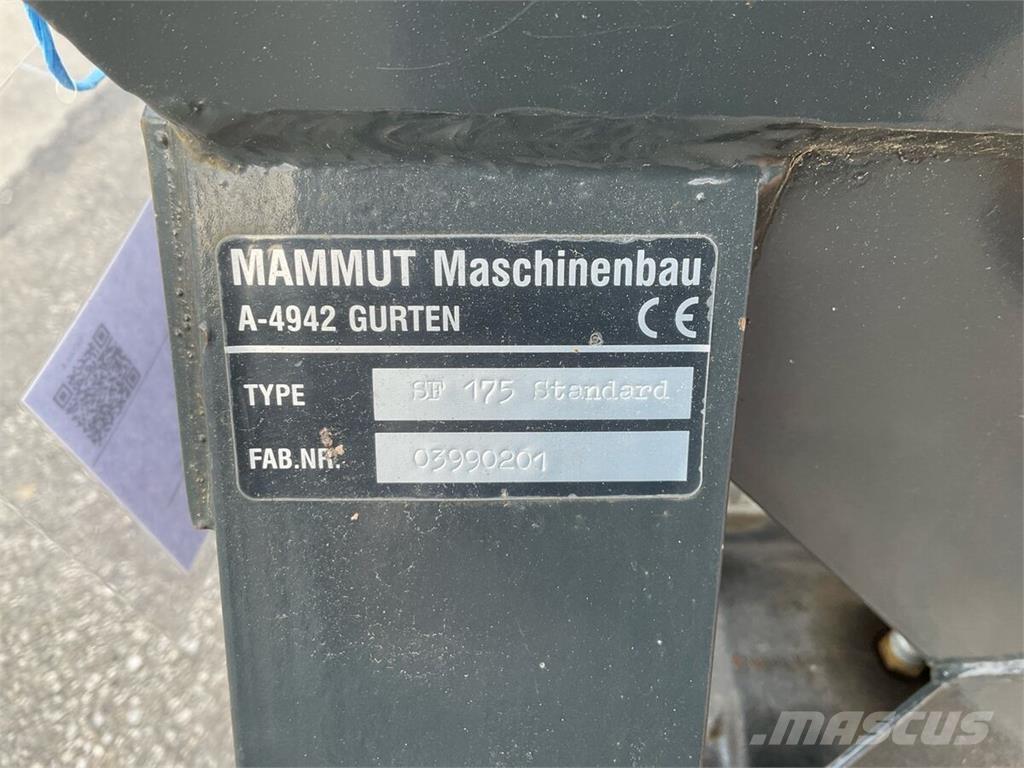 MAMMUT Maschinenbau
A-4942 GURTEN CE
TYPE SF 175 Standard
FAB.NR. 03990201
MASCUS